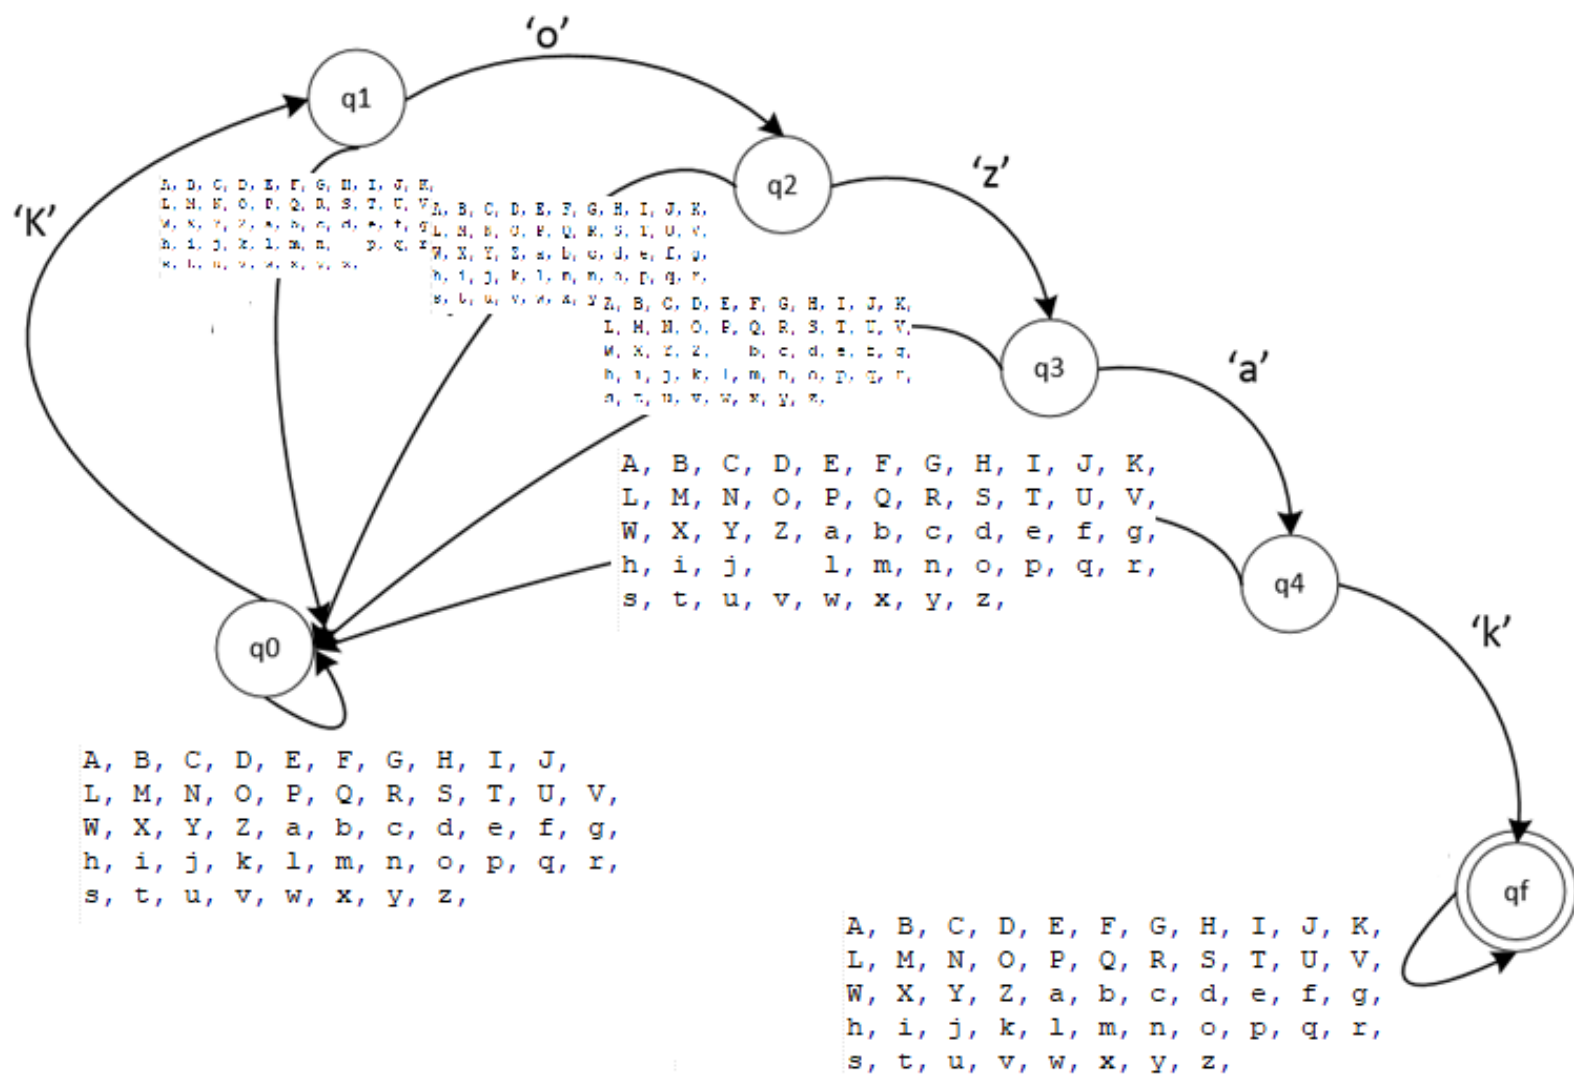 ‘o’
q1
‘z’
q2
‘K’
A, B, C, D, E, F, G, H, I, J, K,
L, M, N, O, P, Q, R, S, T, U, V,
h, i, j, k, l, m, n, p, q, r
A, B, C, D, E, F, G, H, I, J, K,
L, M, N, O, P, Q, R, S, T, U, V,
W, X, Y, Z, a, b, c, d, e, f, g,
h, i, j, k, l, m, n, o, p, q, r,
s, t, u, v, w, x, y
A, B, C, D, E, F, G, H, I, J, K,
L, M, N, O, P, Q, R, S, T, U, V,
W, X, Y, Z, b, c, d, e, f, g,
h, i, j, k, l, m, n, o, p, q, r,
s, t, u, v, w, x, y, z,
q3
‘a’
A, B, C, D, E, F, G, H, I, J, K,
L, M, N, O, P, Q, R, S, T, U, V,
W, X, Y, Z, a, b, c, d, e, f, g,
h, i, j, l, m, n, o, p, q, r,
s, t, u, v, w, x, y, z,
q4
‘k’
q0
A, B, C, D, E, F, G, H, I, J,
L, M, N, O, P, Q, R, S, T, U, V,
W, X, Y, Z, a, b, c, d, e, f, g,
h, i, j, k, l, m, n, o, p, q, r,
s, t, u, v, w, x, y, z,
qf
A, B, C, D, E, F, G, H, I, J, K,
L, M, N, O, P, Q, R, S, T, U, V,
W, X, Y, Z, a, b, c, d, e, f, g,
h, i, j, k, l, m, n, o, p, q, r,
s, t, u, v, w, x, y, z,